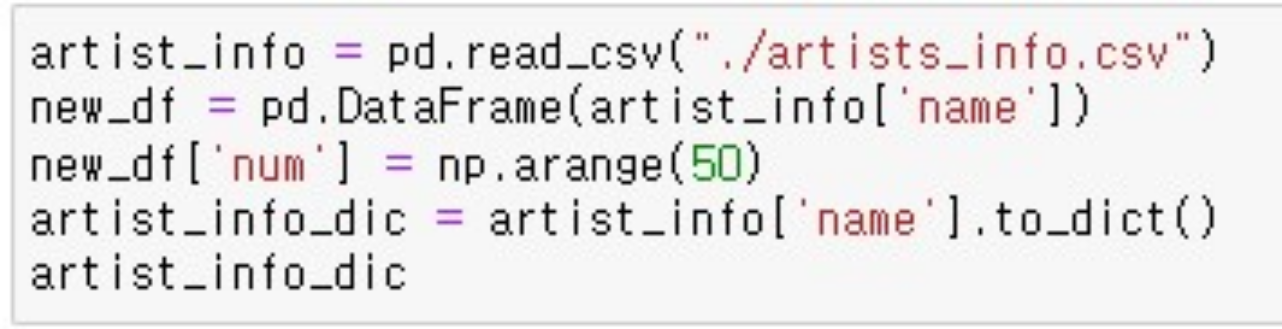 artist_info = pd.read_csv("./artists_info.csv")
new_df = pd.DataFrame(artist_info['name'])
new_df['num'] = np.arange(50)
artist_info_dic = artist_info['name'].to_dict()
artist_info_dic